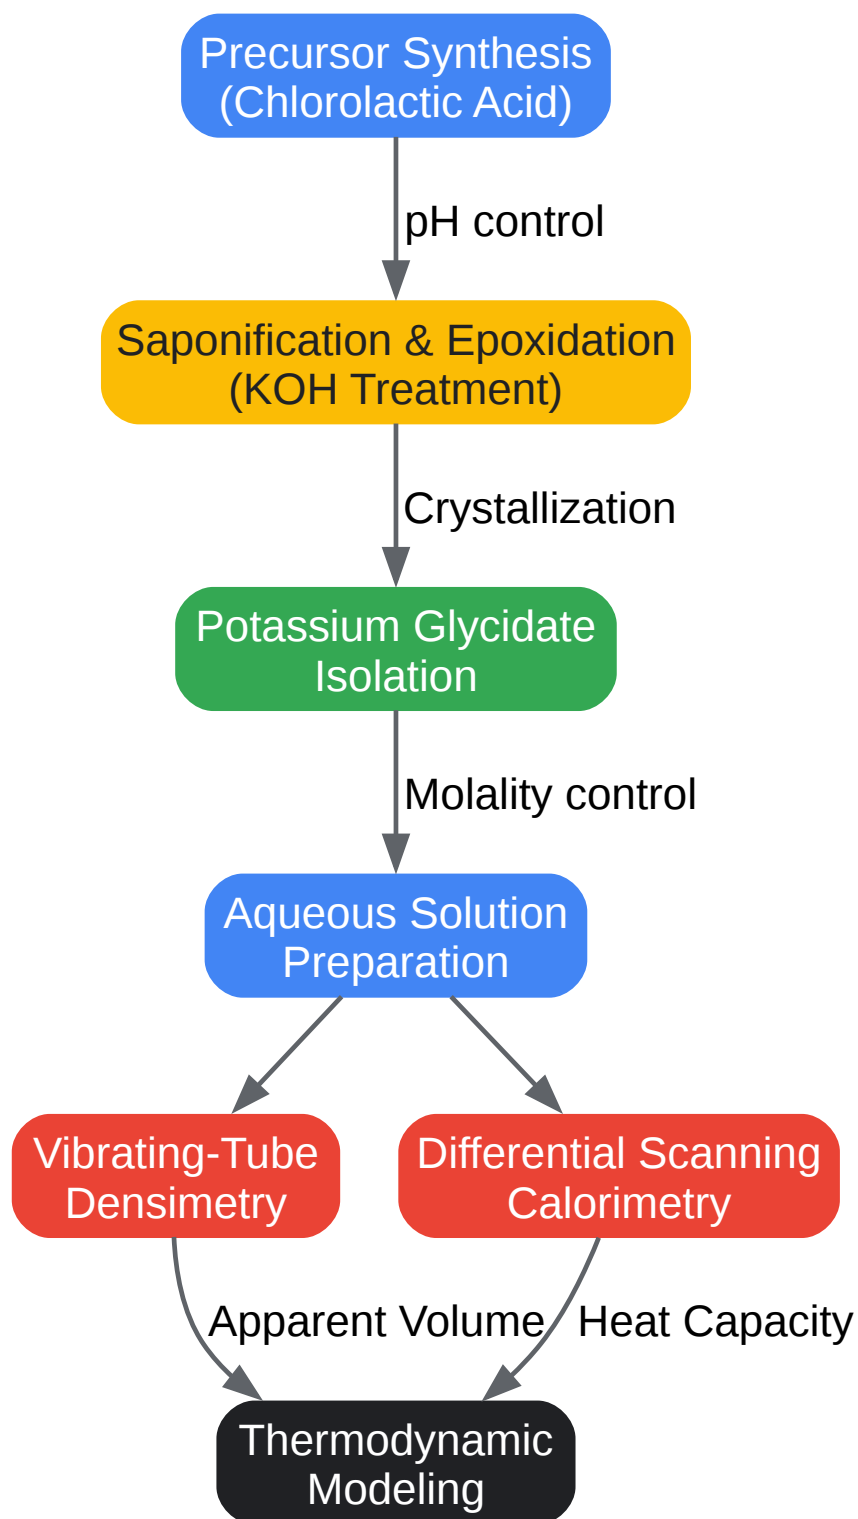 Precursor Synthesis
(Chlorolactic Acid)
pH control
Saponification & Epoxidation
(KOH Treatment)
Crystallization
Potassium Glycidate
Isolation
Molality control
Aqueous Solution
Preparation
Vibrating-Tube
Densimetry
Differential Scanning
Calorimetry
Apparent Volume
Heat Capacity
Thermodynamic
Modeling